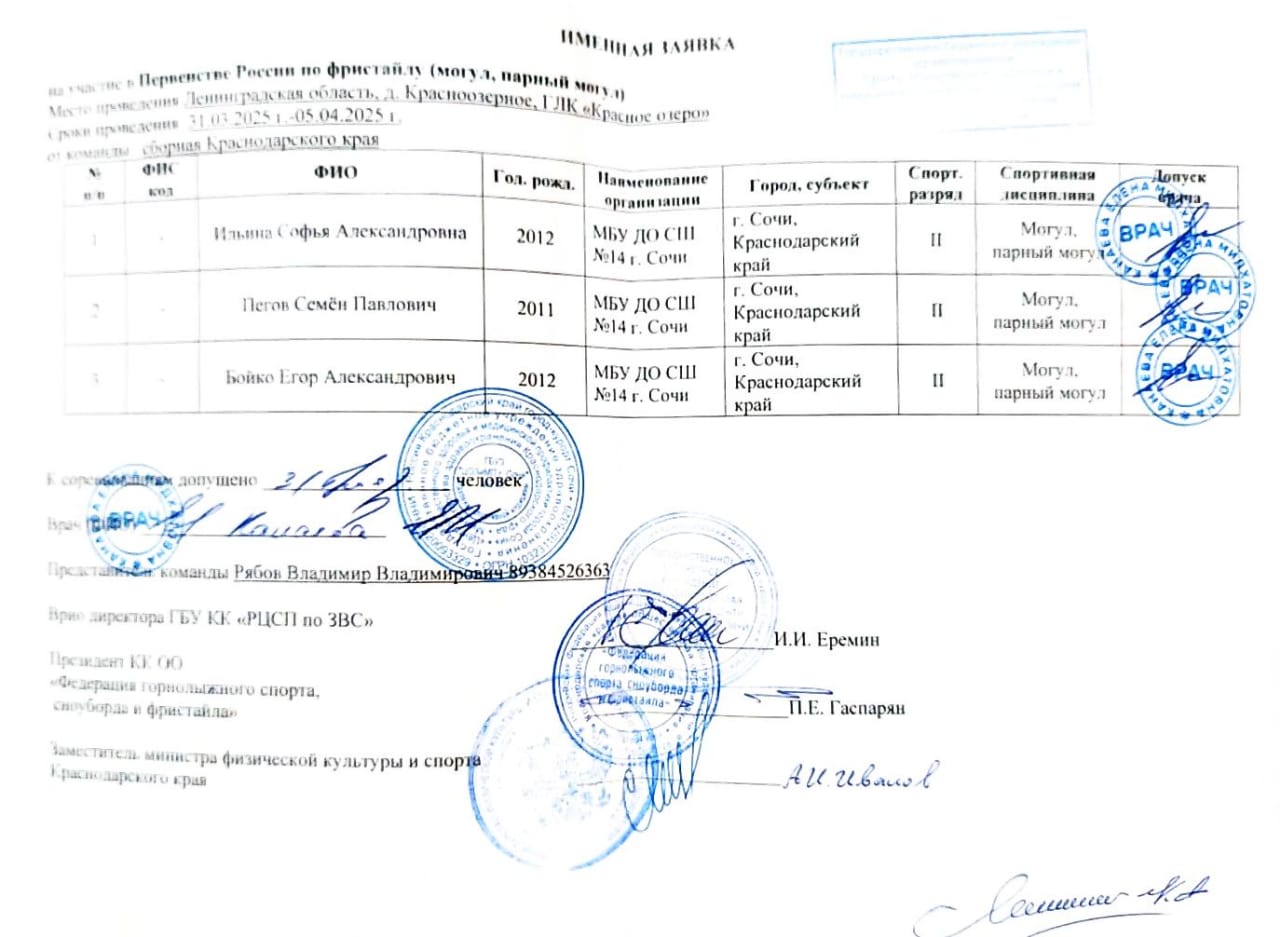 ИМЕННАЯ ЗАЯВКА
на участие в Первенстве России по фристайлу (могул, парный могул)
Место проведения Ленинградская область, д. Красноозерное, ГЛК «Красное озеро»
Сроки проведения 31.03.2025 г.-05.04.2025 г.
от команды сборная Краснодарского края
№ п/п ФИС код ФИО Год. рожд. Наименование организации Город, субъект Спорт. разряд Спортивная дисциплина Допуск врача
1 - Ильина Софья Александровна 2012 МБУ ДО СШ №14 г. Сочи г. Сочи, Краснодарский край II Могул, парный могул
2 - Пегов Семён Павлович 2011 МБУ ДО СШ №14 г. Сочи г. Сочи, Краснодарский край II Могул, парный могул
3 - Бойко Егор Александрович 2012 МБУ ДО СШ №14 г. Сочи г. Сочи, Краснодарский край II Могул, парный могул
КАНАЕВА ЕЛЕНА МИДХАТОВНА
ВРАЧ
ВРАЧ
ВРАЧ
К соревнованиям допущено 3 человек
Врач Канаева
ВРАЧ
Представитель команды Рябов Владимир Владимирович 89384526363
Врио директора ГБУ КК «РЦСП по ЗВС»
И.И. Еремин
Президент КК ОО
«Федерация горнолыжного спорта,
сноуборда и фристайла»
П.Е. Гаспарян
«Федерация
горнолыжного
спорта сноуборда
и фристайла»
Заместитель министра физической культуры и спорта
Краснодарского края
А.И. Ивалов